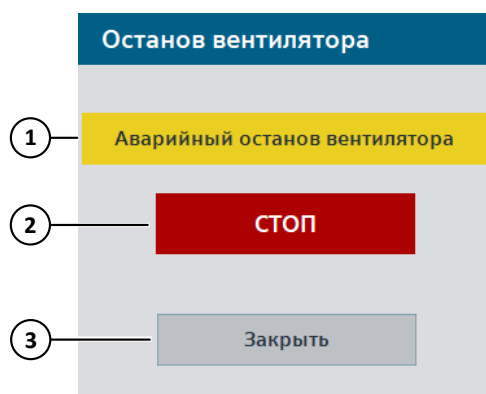 Останов вентилятора
1
Аварийный останов вентилятора
2
СТОП
3
Закрыть